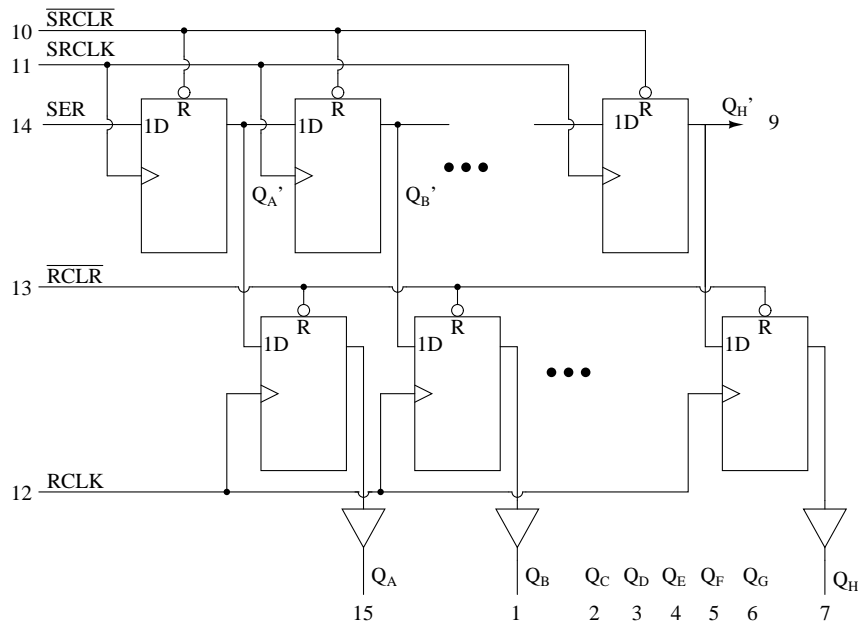 10 SRCLR
11 SRCLK
R R R
14 SER 1D 1D 1D QH' 9
QA' QB'
13 RCLR
R R R
1D 1D 1D
12 RCLK
QA QB QC QD QE QF QG QH
15 1 2 3 4 5 6 7